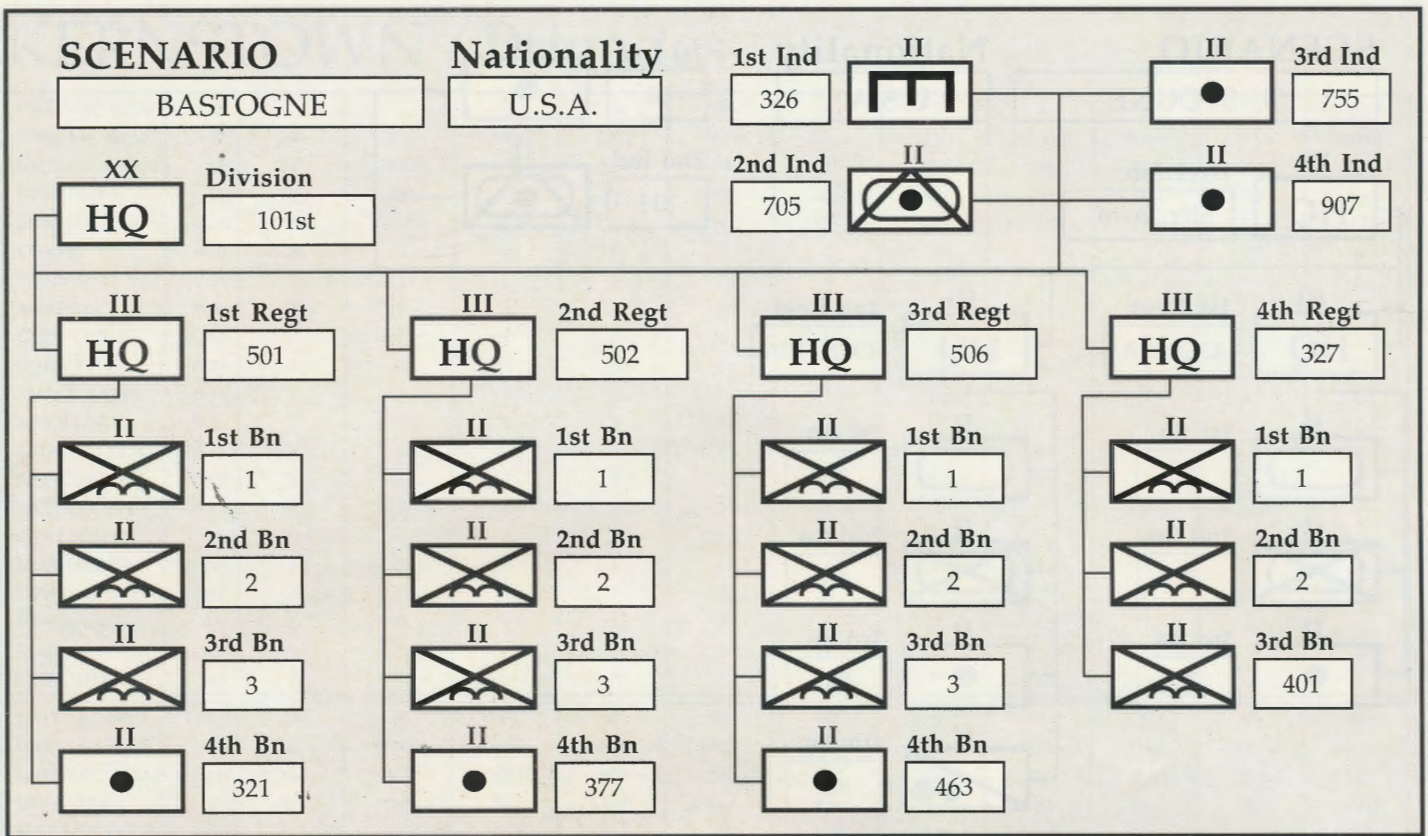 SCENARIO
BASTOGNE
Nationality
U.S.A.
1st Ind
326
II
II
3rd Ind
755
2nd Ind
705
II
II
4th Ind
907
XX
HQ
Division
101st
III
HQ
1st Regt
501
III
HQ
2nd Regt
502
III
HQ
3rd Regt
506
III
HQ
4th Regt
327
II
1st Bn
1
II
1st Bn
1
II
1st Bn
1
II
1st Bn
1
II
2nd Bn
2
II
2nd Bn
2
II
2nd Bn
2
II
2nd Bn
2
II
3rd Bn
3
II
3rd Bn
3
II
3rd Bn
3
II
3rd Bn
401
II
4th Bn
321
II
4th Bn
377
II
4th Bn
463